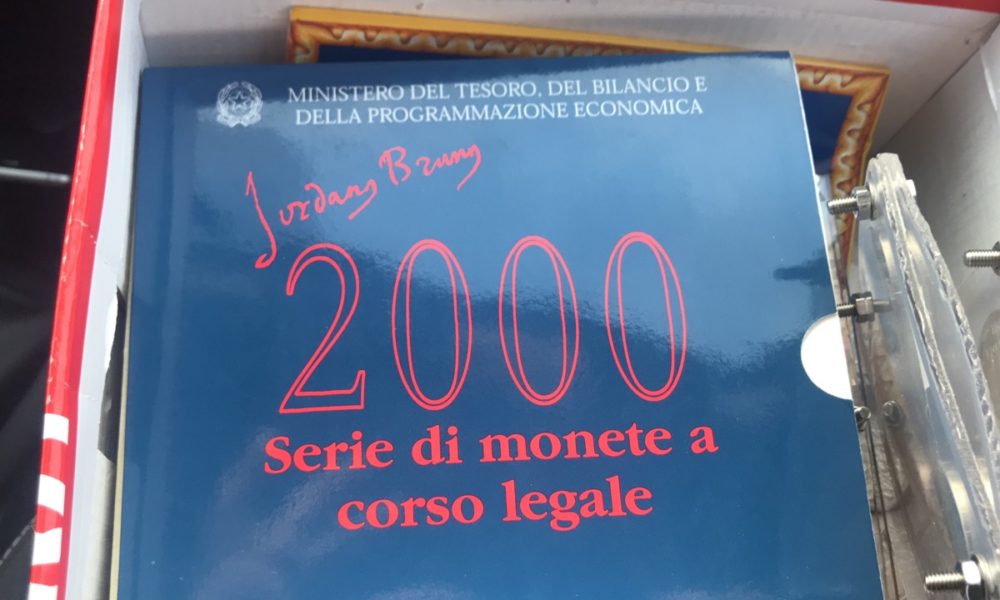 MINISTERO DEL TESORO, DEL BILANCIO E
DELLA PROGRAMMAZIONE ECONOMICA
Jordanus Brunus
2000
Serie di monete a
corso legale